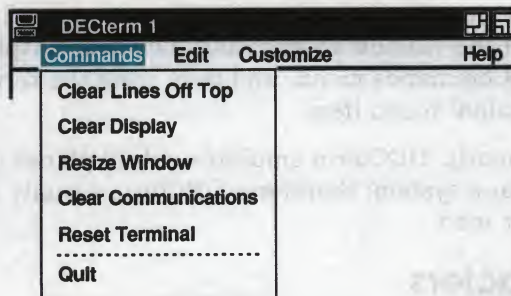 DECterm 1
Commands Edit Customize Help
Clear Lines Off Top
Clear Display
Resize Window
Clear Communications
Reset Terminal
Quit